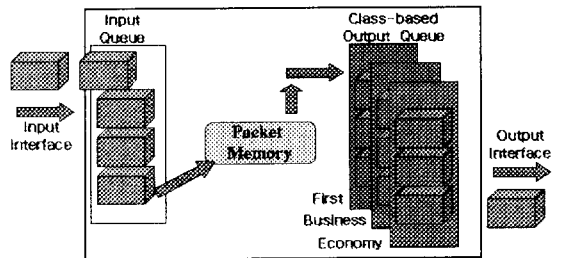 Input
Queue
Class-based
Output Queue
Input
Interface
Packet
Memory
Output
Interface
First
Business
Economy